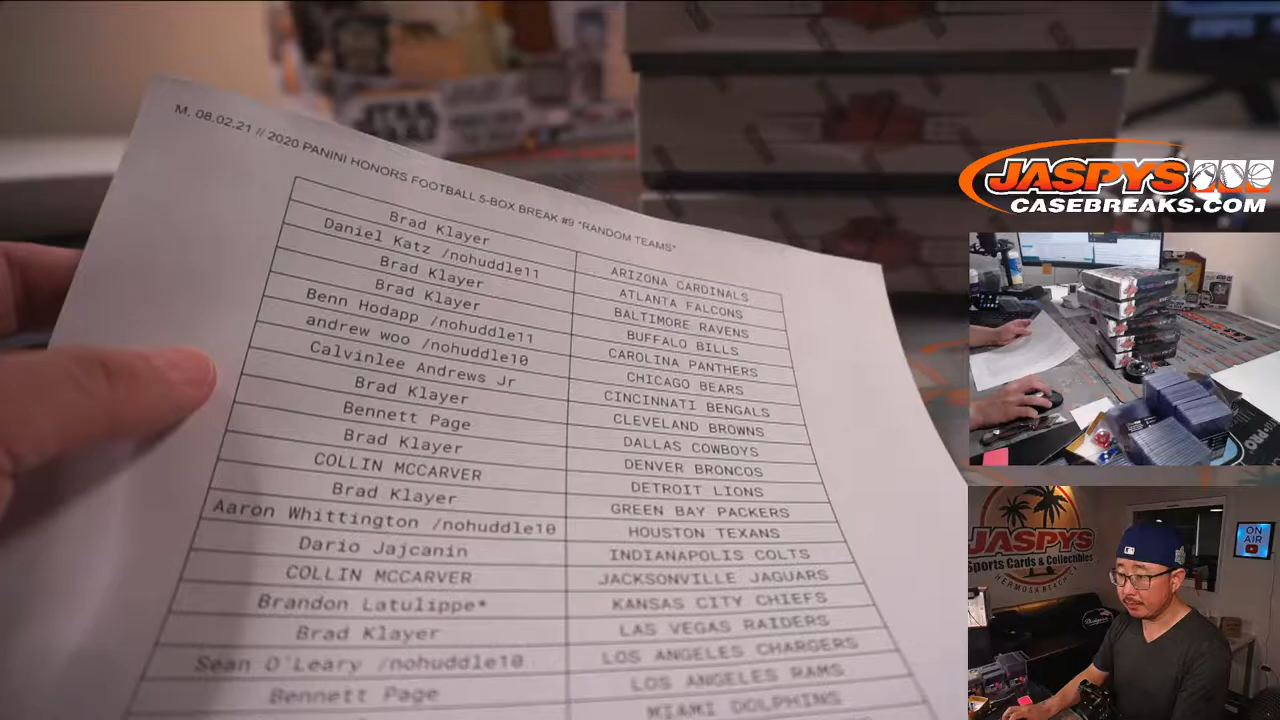 M, 08.02.21 // 2020 PANINI HONORS FOOTBALL 5-BOX BREAK #9 *RANDOM TEAMS*
Brad Klayer ARIZONA CARDINALS
Daniel Katz /nohuddle11 ATLANTA FALCONS
Brad Klayer BALTIMORE RAVENS
Brad Klayer BUFFALO BILLS
Benn Hodapp /nohuddle11 CAROLINA PANTHERS
andrew woo /nohuddle10 CHICAGO BEARS
Calvinlee Andrews Jr CINCINNATI BENGALS
Brad Klayer CLEVELAND BROWNS
Bennett Page DALLAS COWBOYS
Brad Klayer DENVER BRONCOS
COLLIN MCCARVER DETROIT LIONS
Brad Klayer GREEN BAY PACKERS
Aaron Whittington /nohuddle10 HOUSTON TEXANS
Dario Jajcanin INDIANAPOLIS COLTS
COLLIN MCCARVER JACKSONVILLE JAGUARS
Brandon Latulippe* KANSAS CITY CHIEFS
Brad Klayer LAS VEGAS RAIDERS
Sean O'Leary /nohuddle10 LOS ANGELES CHARGERS
Bennett Page LOS ANGELES RAMS
MIAMI DOLPHINS
STAR WARS
JASPYS
CASEBREAKS.COM
JASPYS
Sports Cards & Collectibles
HERMOSA BEACH
ON AIR